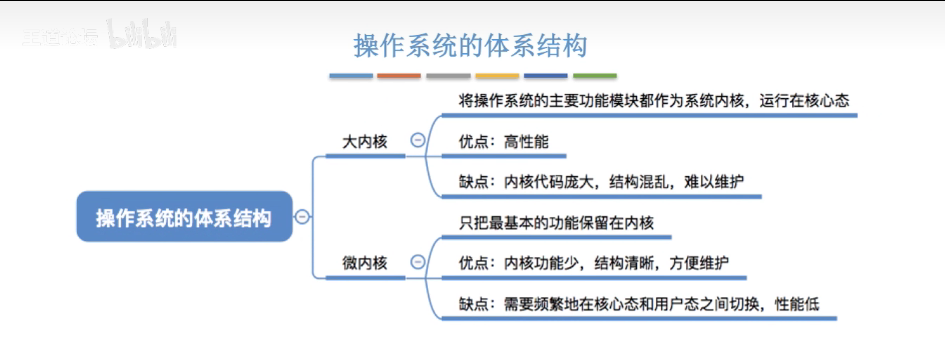 bilibili
操作系统的体系结构
将操作系统的主要功能模块都作为系统内核，运行在核心态
大内核
优点：高性能
缺点：内核代码庞大，结构混乱，难以维护
操作系统的体系结构
只把最基本的功能保留在内核
微内核
优点：内核功能少，结构清晰，方便维护
缺点：需要频繁地在核心态和用户态之间切换，性能低